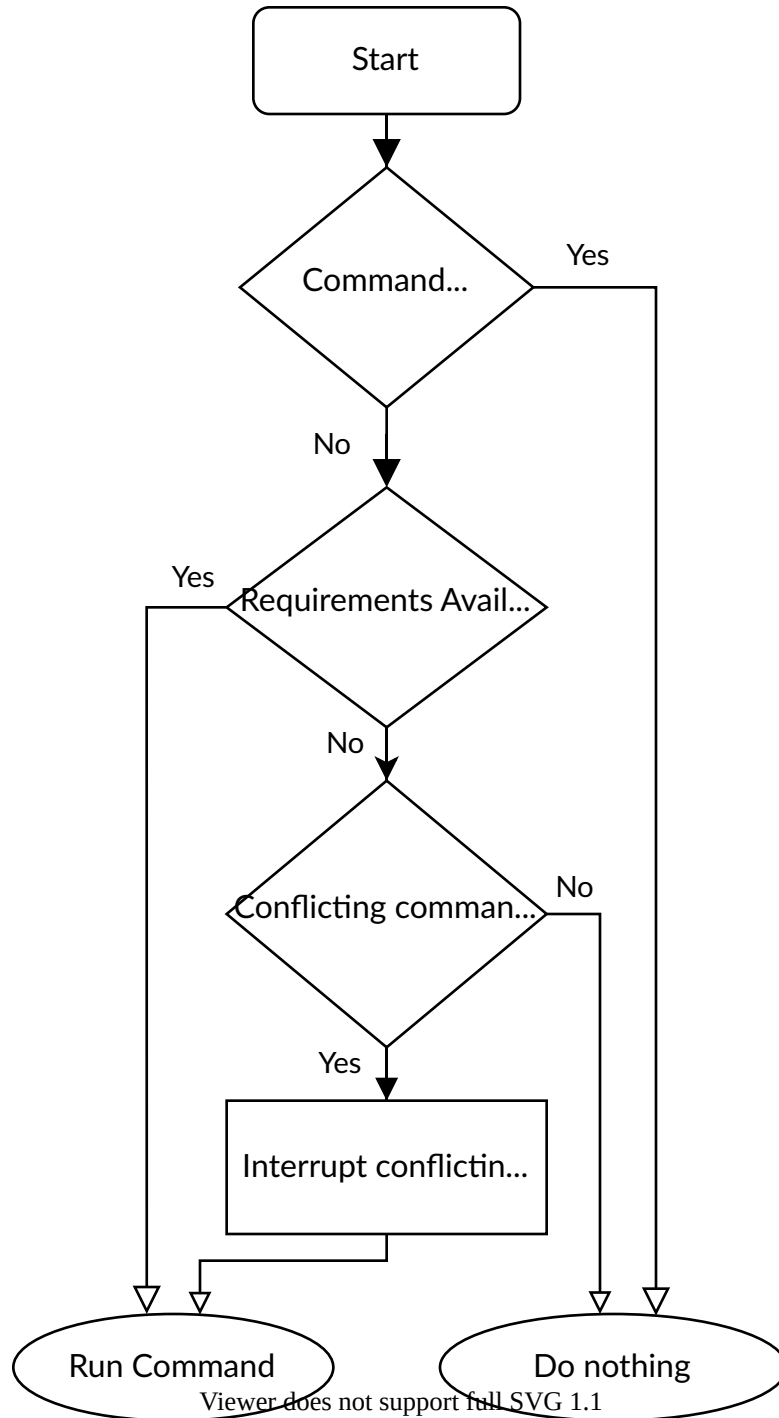 Start
Command...
Yes
No
Requirements Avail...
Yes
No
Conflicting comman...
No
Yes
Interrupt conflictin...
Run Command
Do nothing
Viewer does not support full SVG 1.1